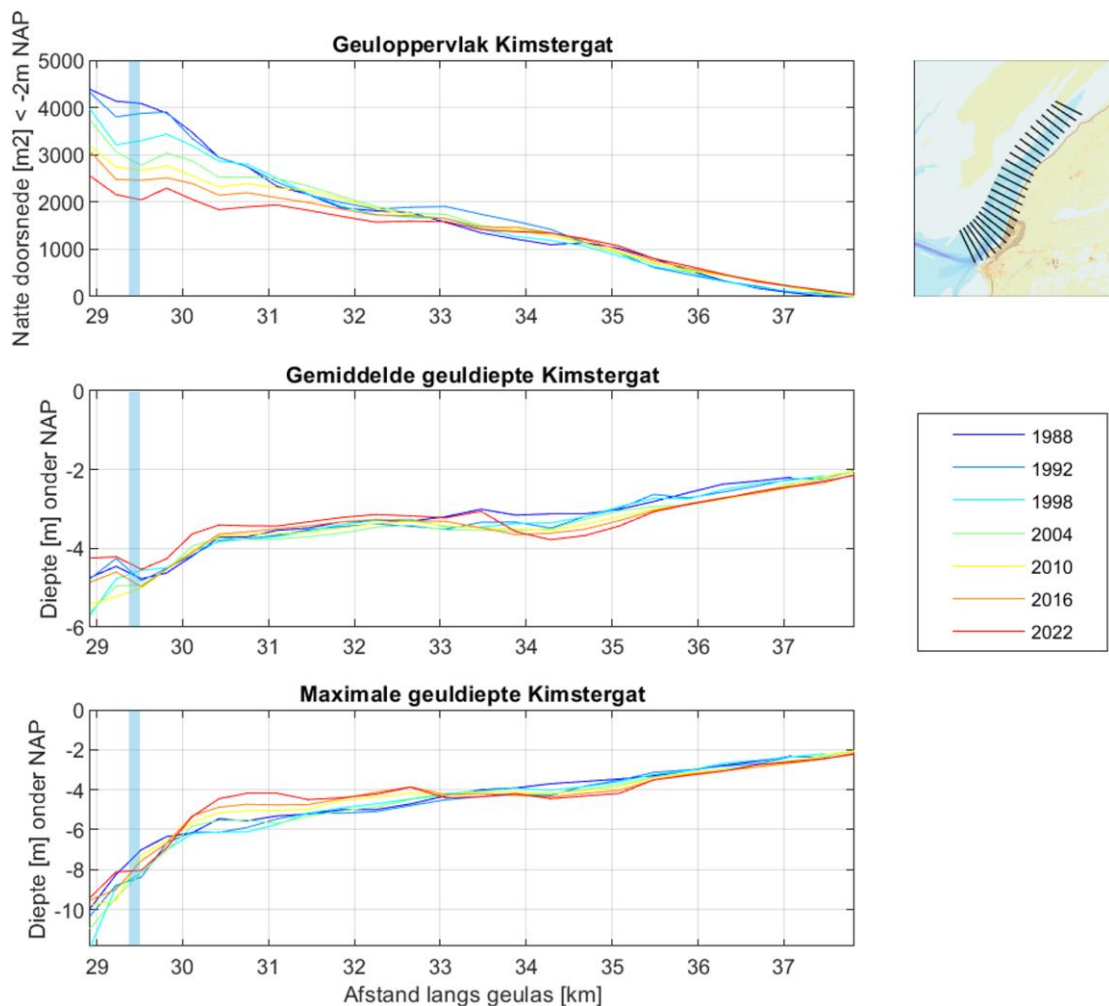 Geuloppervlak Kimstergat
Natte doorsnede [m2] < -2m NAP
5000
4000
3000
2000
1000
0
29 30 31 32 33 34 35 36 37
Gemiddelde geuldiepte Kimstergat
Diepte [m] onder NAP
0
-2
-4
-6
29 30 31 32 33 34 35 36 37
1988
1992
1998
2004
2010
2016
2022
Maximale geuldiepte Kimstergat
Diepte [m] onder NAP
0
-2
-4
-6
-8
-10
29 30 31 32 33 34 35 36 37
Afstand langs geulas [km]